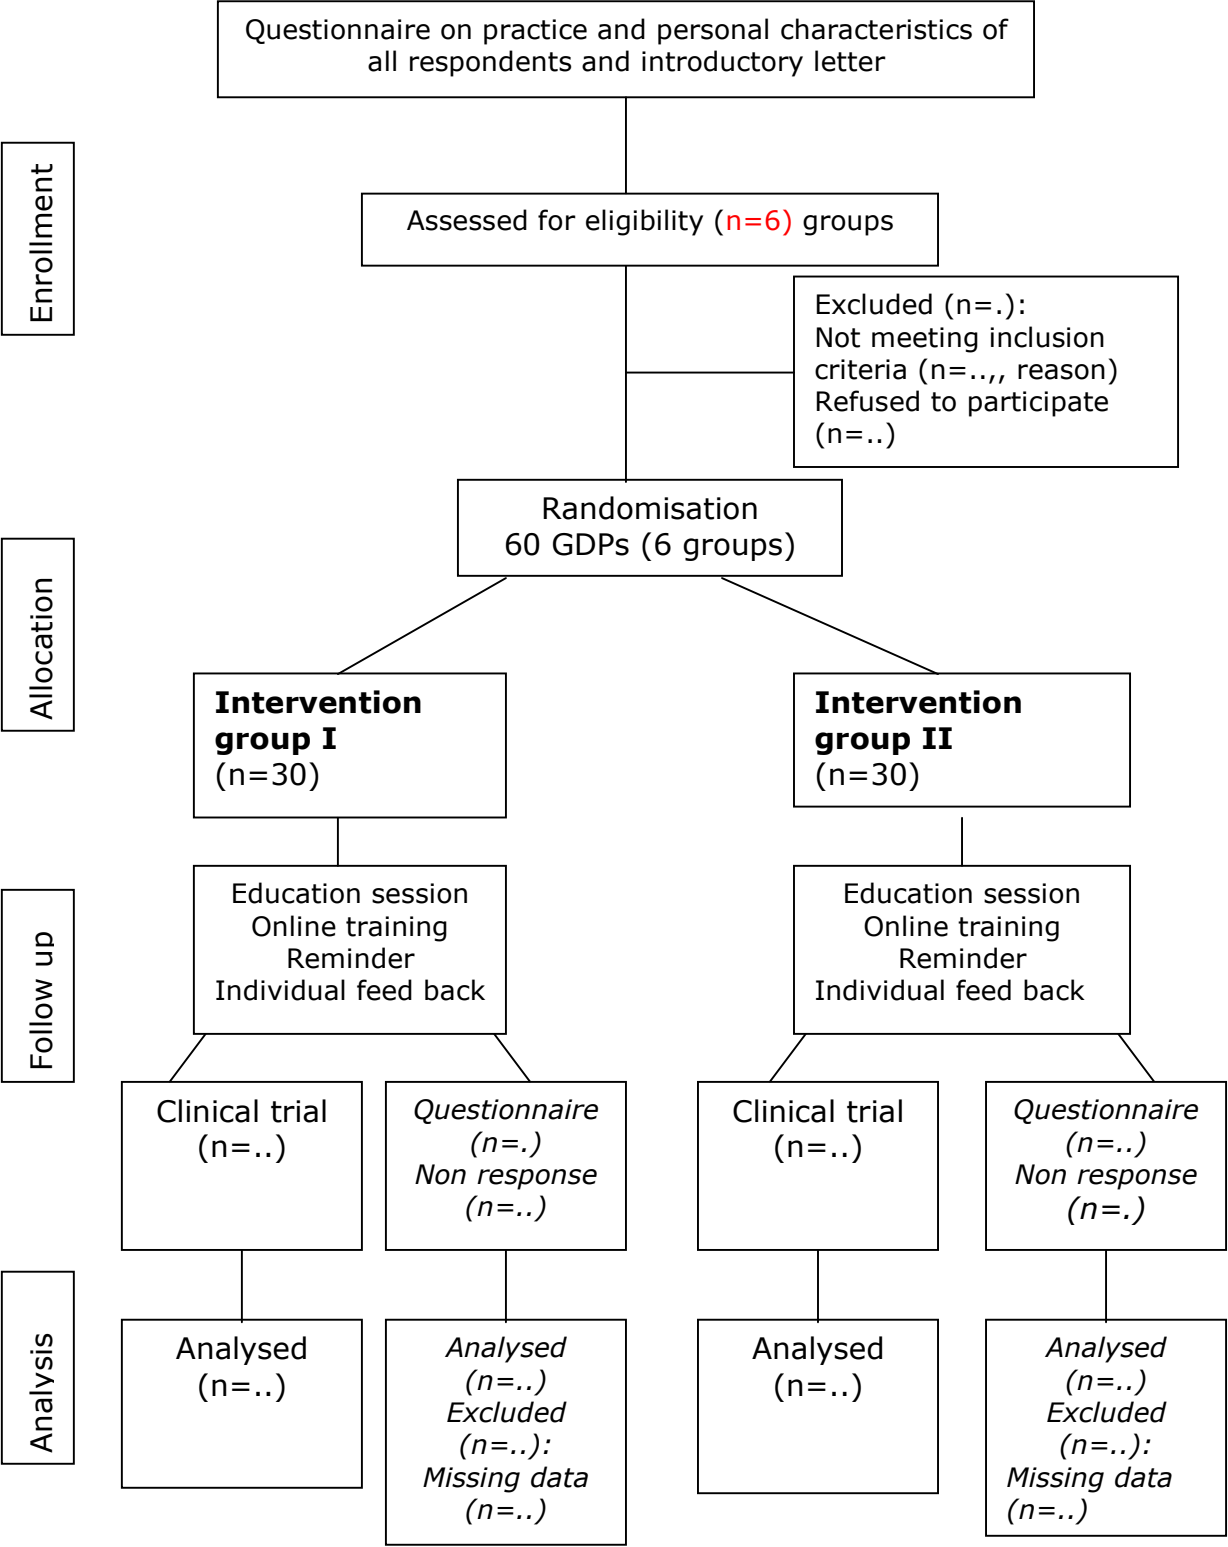 Questionnaire on practice and personal characteristics of
all respondents and introductory letter
Enrollment
Assessed for eligibility (n=6) groups
Excluded (n=.):
Not meeting inclusion
criteria (n=..,, reason)
Refused to participate
(n=..)
Randomisation
60 GDPs (6 groups)
Allocation
Intervention
group I
(n=30)
Intervention
group II
(n=30)
Follow up
Education session
Online training
Reminder
Individual feed back
Education session
Online training
Reminder
Individual feed back
Clinical trial
(n=..)
Questionnaire
(n=.)
Non response
(n=..)
Clinical trial
(n=..)
Questionnaire
(n=..)
Non response
(n=.)
Analysis
Analysed
(n=..)
Analysed
(n=..)
Excluded
(n=..):
Missing data
(n=..)
Analysed
(n=..)
Analysed
(n=..)
Excluded
(n=..):
Missing data
(n=..)